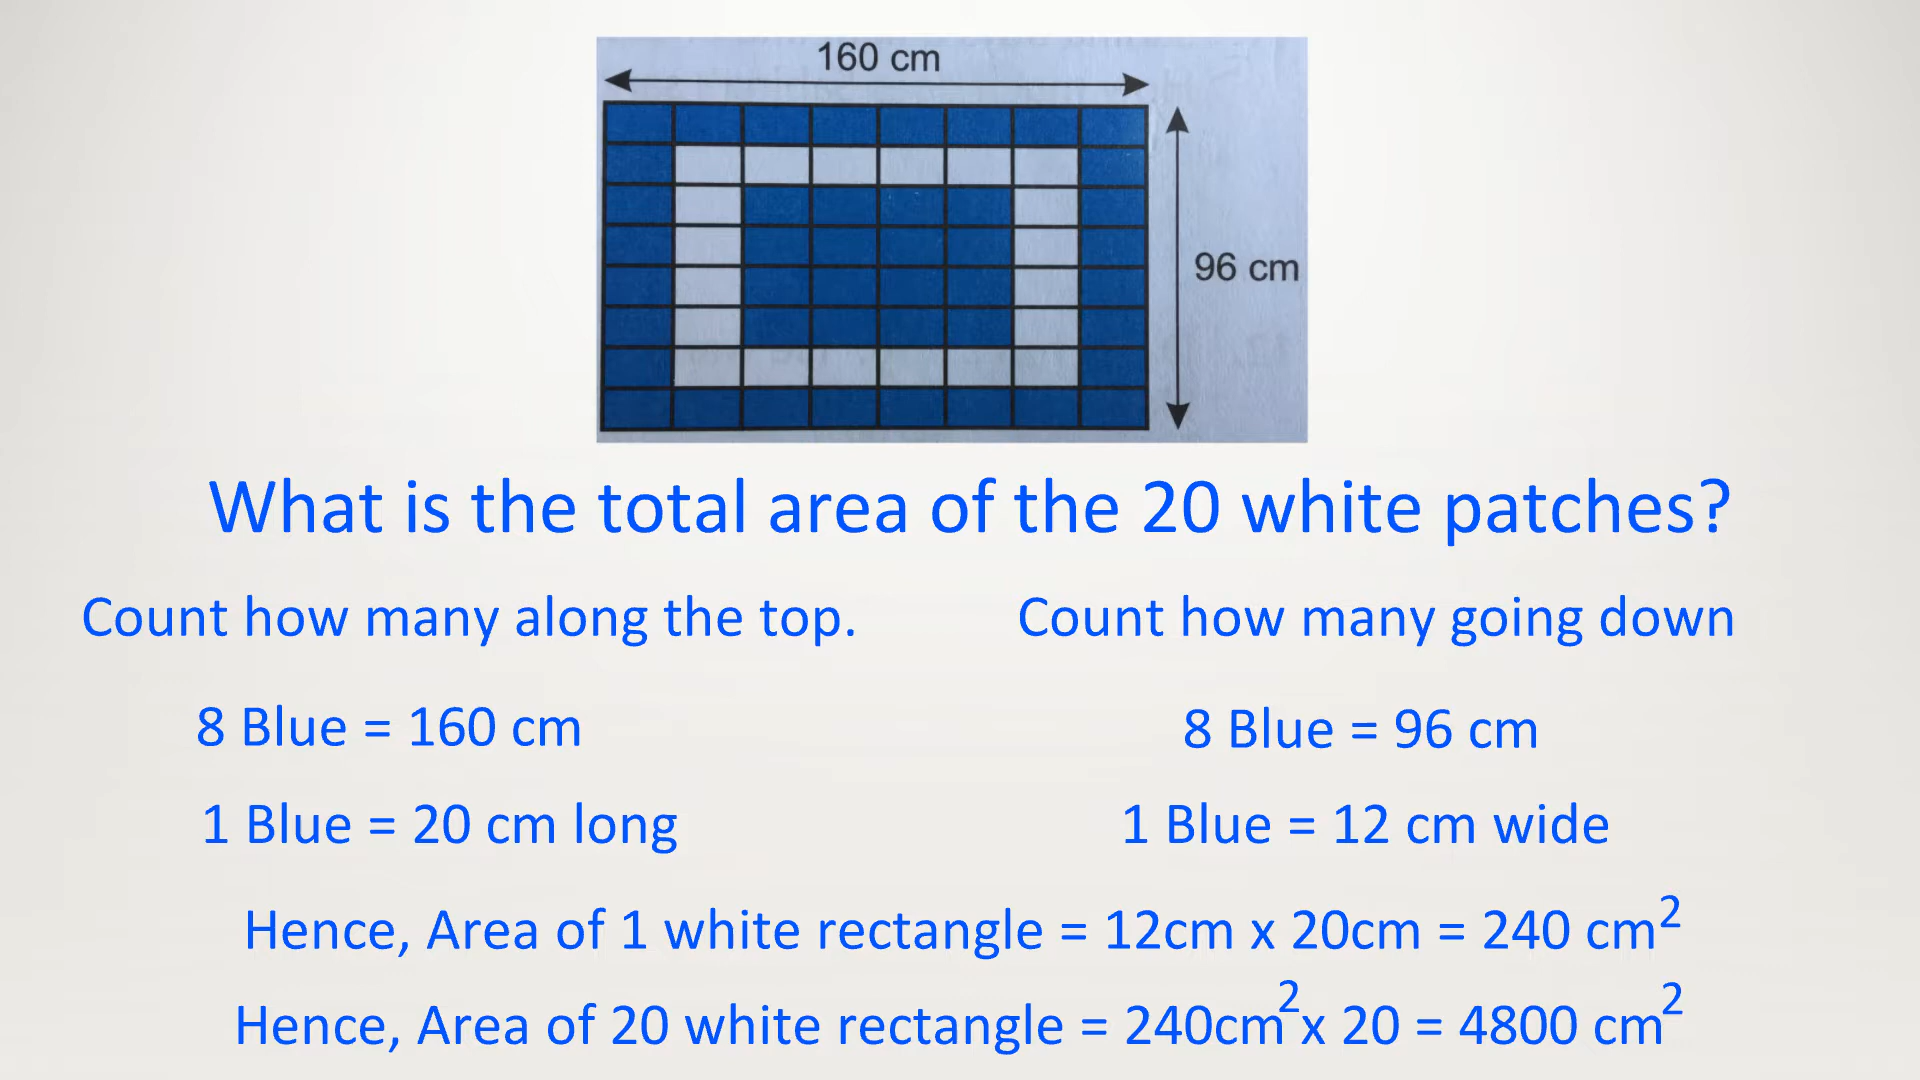 160 cm
96 cm
What is the total area of the 20 white patches?
Count how many along the top.
Count how many going down
8 Blue = 160 cm
8 Blue = 96 cm
1 Blue = 20 cm long
1 Blue = 12 cm wide
Hence, Area of 1 white rectangle = 12cm x 20cm = 240 cm²
Hence, Area of 20 white rectangle = 240cm² x 20 = 4800 cm²